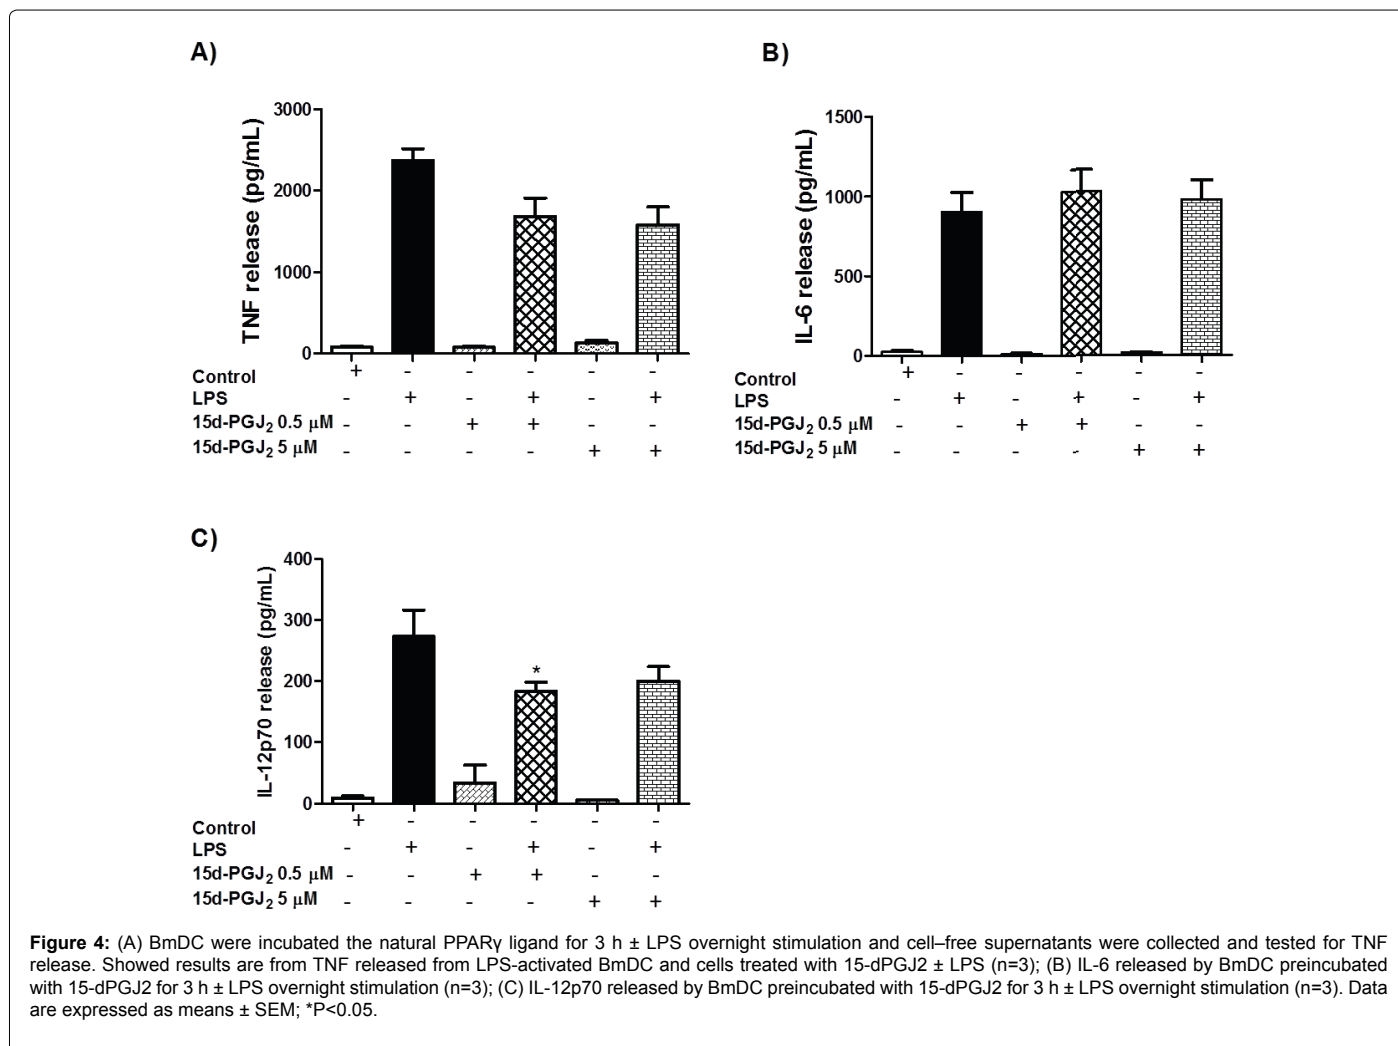 A)
3000
2000
1000
0
TNF release (pg/mL)
Control + - - - - -
LPS - + - + - +
15d-PGJ₂ 0.5 μM - - + + - -
15d-PGJ₂ 5 μM - - - - + +
B)
1500
1000
500
0
IL-6 release (pg/mL)
Control + - - - - -
LPS - + - + - +
15d-PGJ₂ 0.5 μM - - + + - -
15d-PGJ₂ 5 μM - - - - + +
C)
400
300
200
100
0
IL-12p70 release (pg/mL)
*
Control + - - - - -
LPS - + - + - +
15d-PGJ₂ 0.5 μM - - + + - -
15d-PGJ₂ 5 μM - - - - + +
Figure 4: (A) BmDC were incubated the natural PPARγ ligand for 3 h ± LPS overnight stimulation and cell–free supernatants were collected and tested for TNF
release. Showed results are from TNF released from LPS-activated BmDC and cells treated with 15-dPGJ2 ± LPS (n=3); (B) IL-6 released by BmDC preincubated
with 15-dPGJ2 for 3 h ± LPS overnight stimulation (n=3); (C) IL-12p70 released by BmDC preincubated with 15-dPGJ2 for 3 h ± LPS overnight stimulation (n=3). Data
are expressed as means ± SEM; *P<0.05.